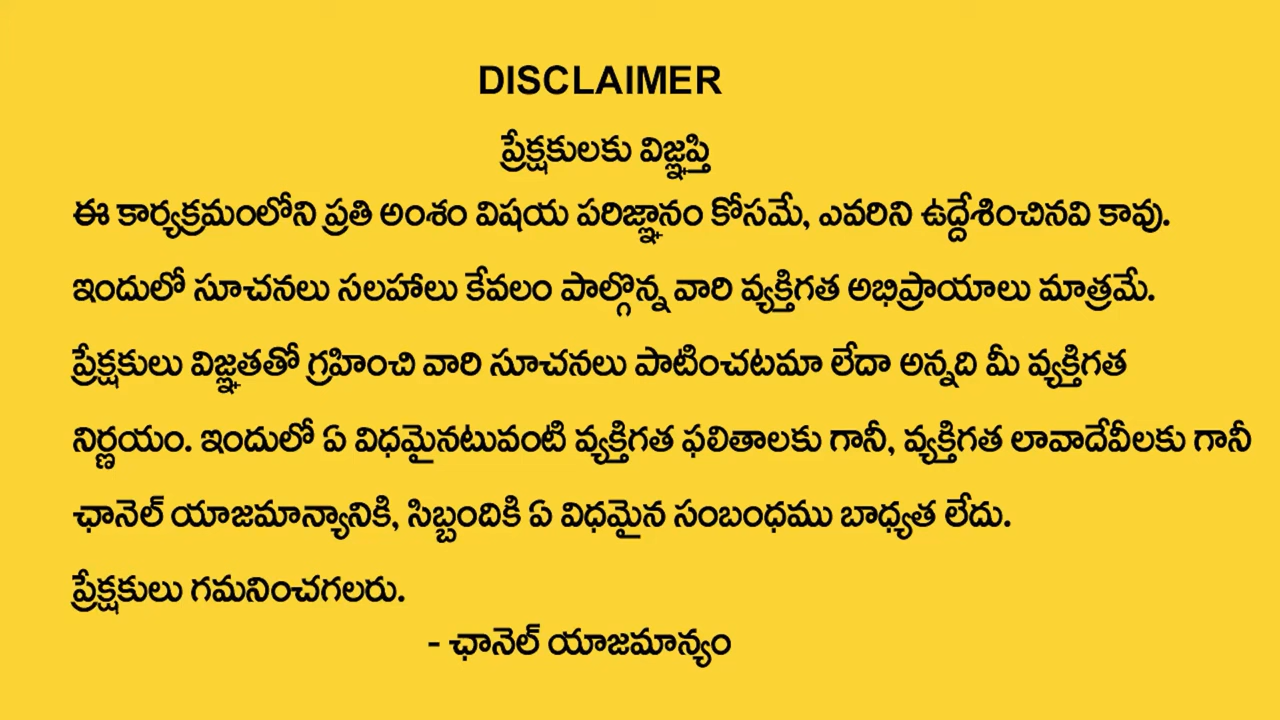 DISCLAIMER
ప్రేక్షకులకు విజ్ఞప్తి
ఈ కార్యక్రమంలోని ప్రతి అంశం విషయ పరిజ్ఞానం కోసమే, ఎవరిని ఉద్దేశించినవి కావు.
ఇందులో సూచనలు సలహాలు కేవలం పాల్గొన్న వారి వ్యక్తిగత అభిప్రాయాలు మాత్రమే.
ప్రేక్షకులు విజ్ఞతతో గ్రహించి వారి సూచనలు పాటించటమా లేదా అన్నది మీ వ్యక్తిగత
నిర్ణయం. ఇందులో ఏ విధమైనటువంటి వ్యక్తిగత ఫలితాలకు గానీ, వ్యక్తిగత లావాదేవీలకు గానీ
ఛానెల్ యాజమాన్యానికి, సిబ్బందికి ఏ విధమైన సంబంధము బాధ్యత లేదు.
ప్రేక్షకులు గమనించగలరు.
- ఛానెల్ యాజమాన్యం